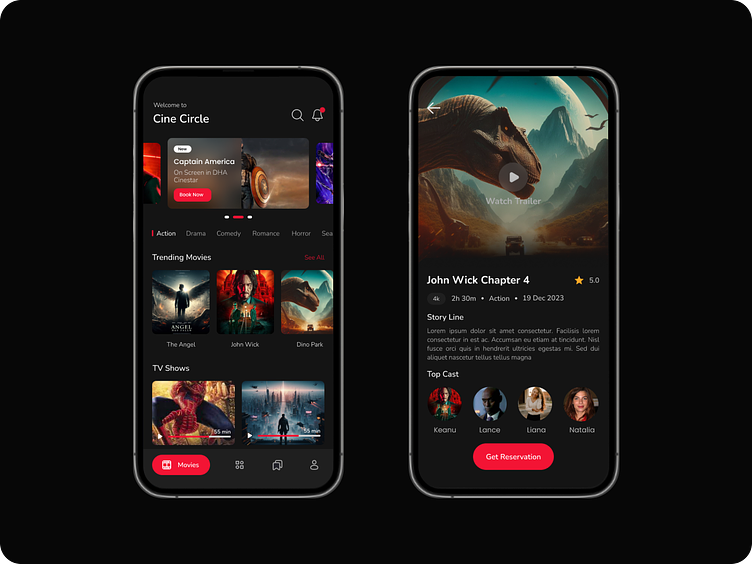 Welcome to
Cine Circle
New
Captain America
On Screen in DHA
Cinestar
Book Now
Action Drama Comedy Romance Horror Sea
Trending Movies See All
ANGEL
The Angel John Wick Dino Park
TV Shows
55 min 55 min
Movies
Watch Trailer
John Wick Chapter 4 5.0
4k 2h 30m • Action • 19 Dec 2023
Story Line
Lorem ipsum dolor sit amet consectetur. Facilisis lorem
consectetur in et ac. Accumsan eu etiam at tincidunt. Nisl
fusce orci quis in hendrerit ultricies egestas mi. Sed dui
aliquet nascetur tellus tellus magna
Top Cast
Keanu Lance Liana Natalia
Get Reservation